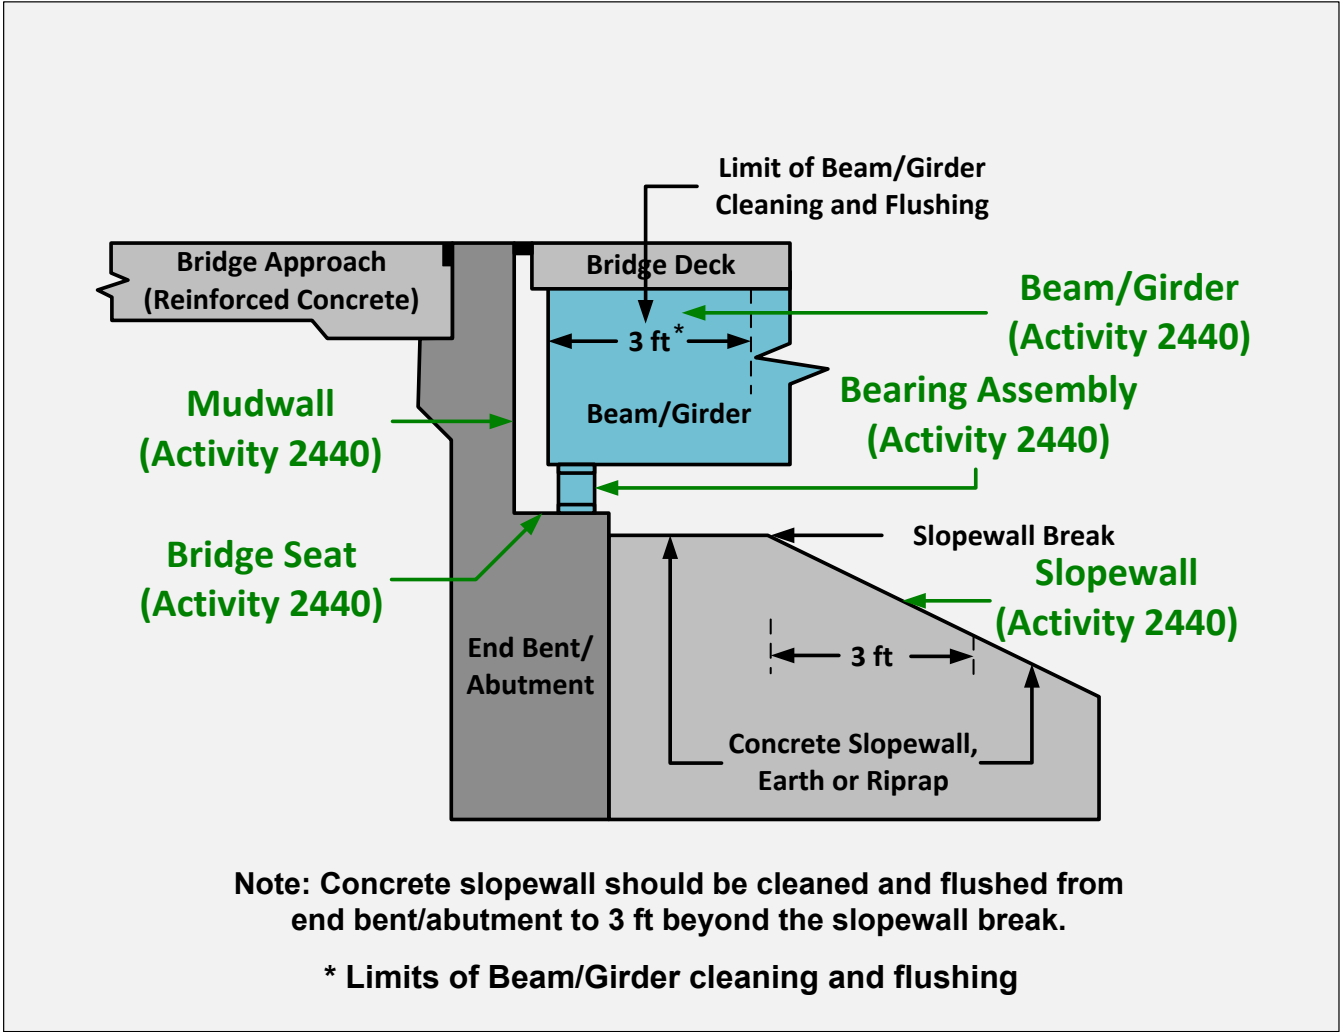 Limit of Beam/Girder
Cleaning and Flushing
Bridge Approach
(Reinforced Concrete)
Bridge Deck
Beam/Girder
(Activity 2440)
3 ft*
Mudwall
(Activity 2440)
Beam/Girder
Bearing Assembly
(Activity 2440)
Bridge Seat
(Activity 2440)
Slopewall Break
Slopewall
(Activity 2440)
End Bent/
Abutment
3 ft
Concrete Slopewall,
Earth or Riprap
Note: Concrete slopewall should be cleaned and flushed from
end bent/abutment to 3 ft beyond the slopewall break.
* Limits of Beam/Girder cleaning and flushing